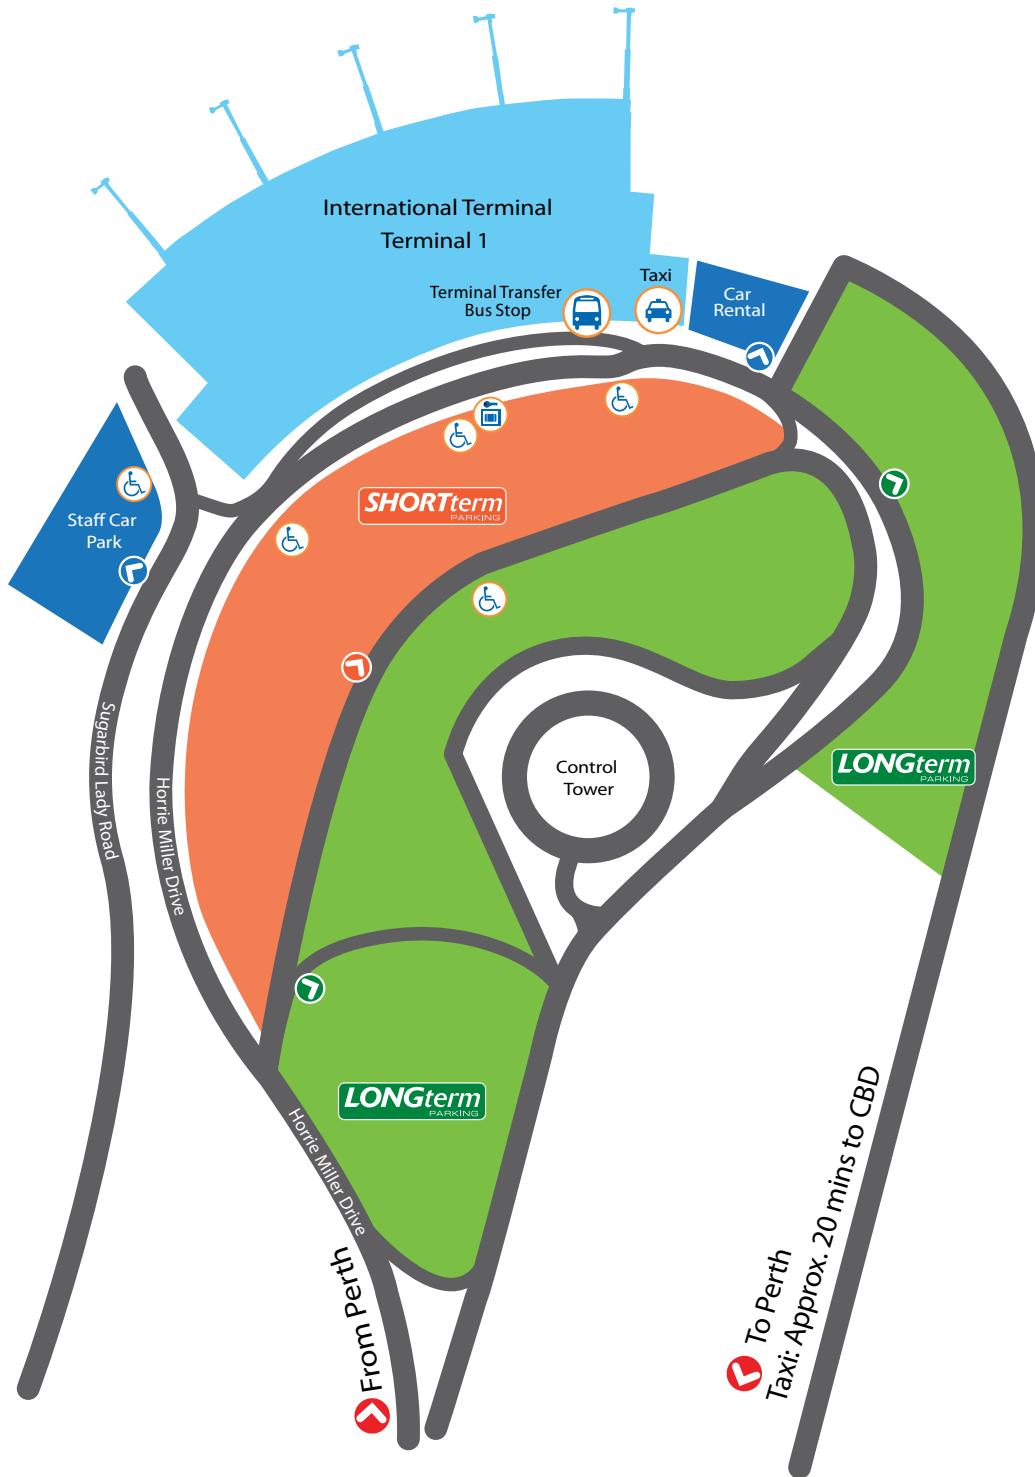 International Terminal
Terminal 1
Terminal Transfer
Bus Stop
Taxi
Car
Rental
Staff Car
Park
SHORTterm
PARKING
Sugarbird Lady Road
Horrie Miller Drive
Control
Tower
LONGterm
PARKING
LONGterm
PARKING
Horrie Miller Drive
From Perth
To Perth
Taxi: Approx. 20 mins to CBD